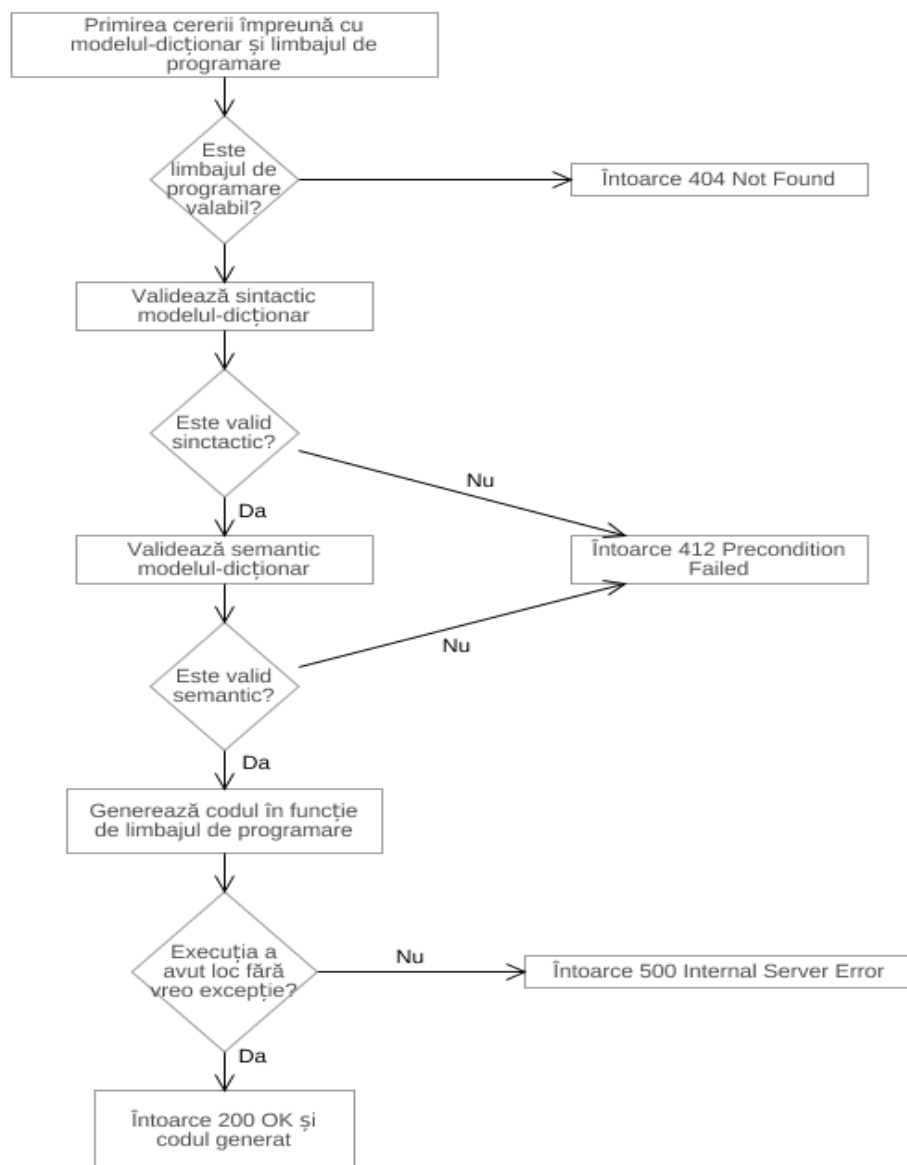 Primirea cererii împreună cu
modelul-dicționar și limbajul de
programare
Este
limbajul de
programare
valabil?
Întoarce 404 Not Found
Validează sintactic
modelul-dicționar
Este valid
sinctactic?
Nu
Da
Validează semantic
modelul-dicționar
Întoarce 412 Precondition
Failed
Nu
Este valid
semantic?
Da
Generează codul în funcție
de limbajul de programare
Execuția a
avut loc fără
vreo excepție?
Nu
Întoarce 500 Internal Server Error
Da
Întoarce 200 OK și
codul generat